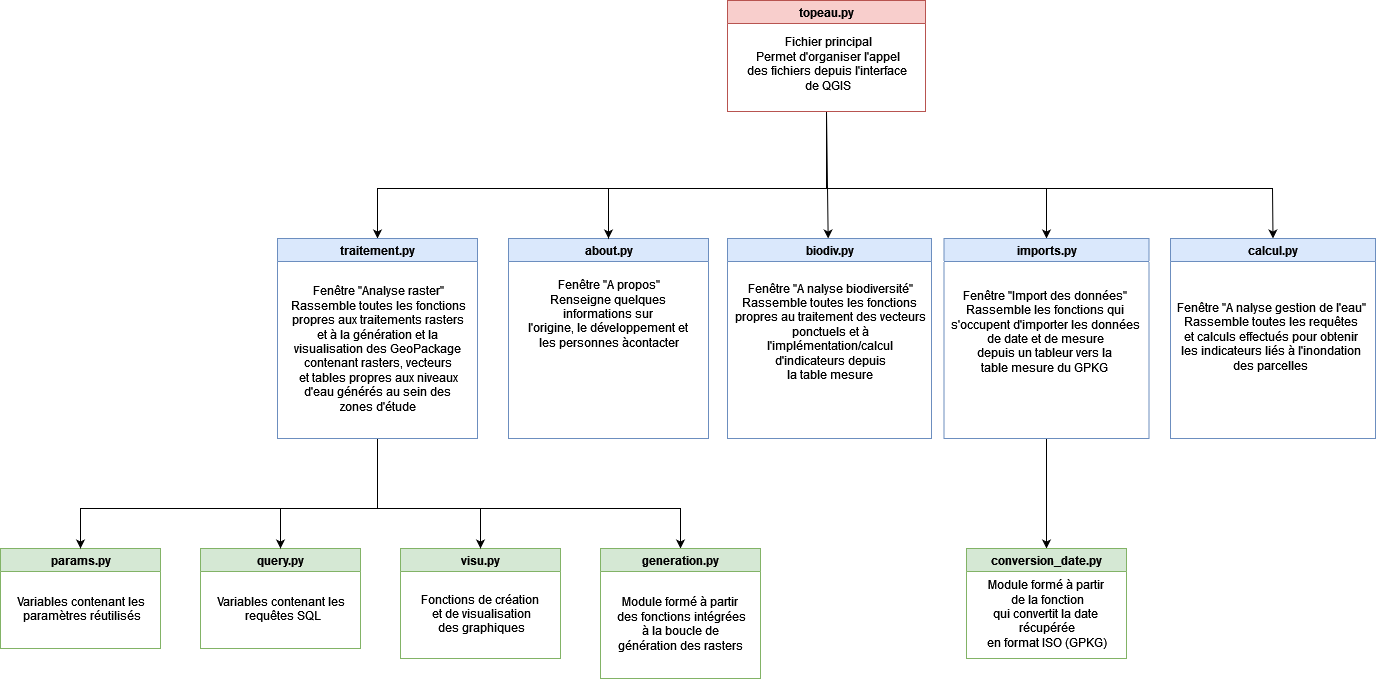 topeau.py
Fichier principal
Permet d'organiser l'appel
des fichiers depuis l'interface
de QGIS
traitement.py
Fenêtre "Analyse raster"
Rassemble toutes les fonctions
propres aux traitements rasters
et à la génération et la
visualisation des GeoPackage
contenant rasters, vecteurs
et tables propres aux niveaux
d'eau générés au sein des
zones d'étude
about.py
Fenêtre "A propos"
Renseigne quelques
informations sur
l'origine, le développement et
les personnes àcontacter
biodiv.py
Fenêtre "A nalyse biodiversité"
Rassemble toutes les fonctions
propres au traitement des vecteurs
ponctuels et à
l'implémentation/calcul
d'indicateurs depuis
la table mesure
imports.py
Fenêtre "Import des données"
Rassemble les fonctions qui
s'occupent d'importer les données
de date et de mesure
depuis un tableur vers la
table mesure du GPKG
calcul.py
Fenêtre "A nalyse gestion de l'eau"
Rassemble toutes les requêtes
et calculs effectués pour obtenir
les indicateurs liés à l'inondation
des parcelles
params.py
Variables contenant les
paramètres réutilisés
query.py
Variables contenant les
requêtes SQL
visu.py
Fonctions de création
et de visualisation
des graphiques
generation.py
Module formé à partir
des fonctions intégrées
à la boucle de
génération des rasters
conversion_date.py
Module formé à partir
de la fonction
qui convertit la date
récupérée
en format ISO (GPKG)